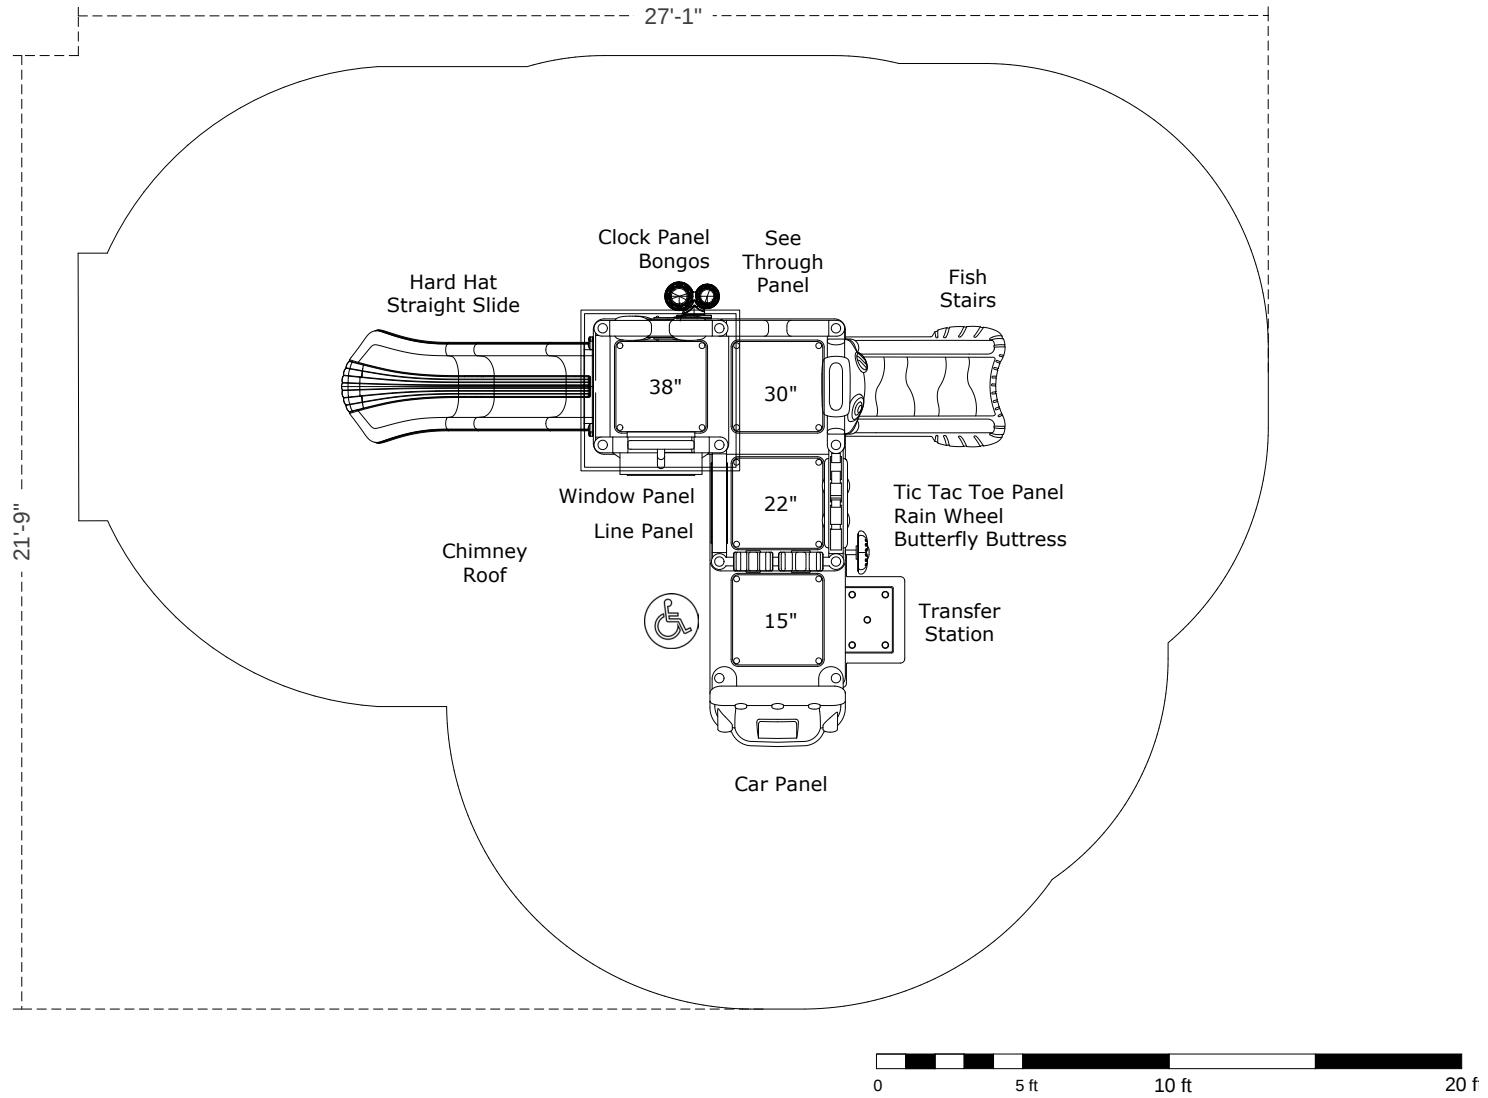 27'-1"
21'-9"
Clock Panel
Bongos
See
Through
Panel
Hard Hat
Straight Slide
Fish
Stairs
38"
30"
22"
15"
Window Panel
Line Panel
Tic Tac Toe Panel
Rain Wheel
Butterfly Buttress
Chimney
Roof
Transfer
Station
Car Panel
0
5 ft
10 ft
20 f